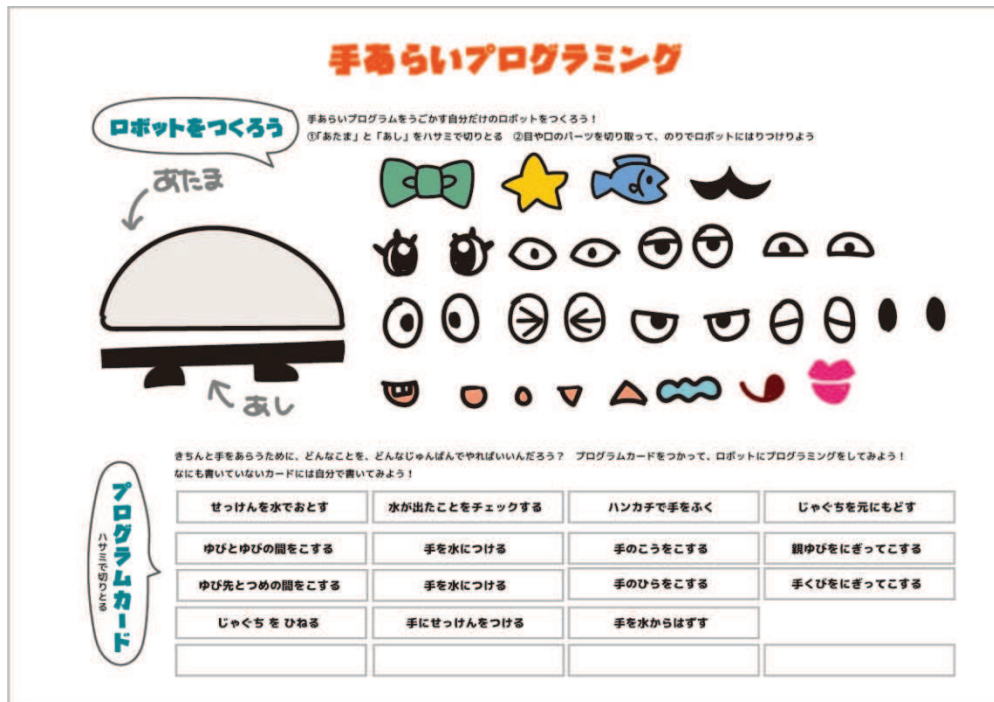 手あらいプログラミング
ロボットをつくろう
手あらいプログラムをうごかす自分だけのロボットをつくろう！
①「あたま」と「あし」をハサミで切りとる　②目や口のパーツを切り取って、のりでロボットにはりつけりよう
あたま
あし
きちんと手をあらうために、どんなことを、どんなじゅんばんでやればいいんだろう？　プログラムカードをつかって、ロボットにプログラミングをしてみよう！
なにも書いていないカードには自分で書いてみよう！
プログラムカード
ハサミで切りとる
せっけんを水でおとす　水が出たことをチェックする　ハンカチで手をふく　じゃぐちを元にもどす
ゆびとゆびの間をこする　手を水につける　手のこうをこする　親ゆびをにぎってこする
ゆび先とつめの間をこする　手を水につける　手のひらをこする　手くびをにぎってこする
じゃぐち を ひねる　手にせっけんをつける　手を水からはずす